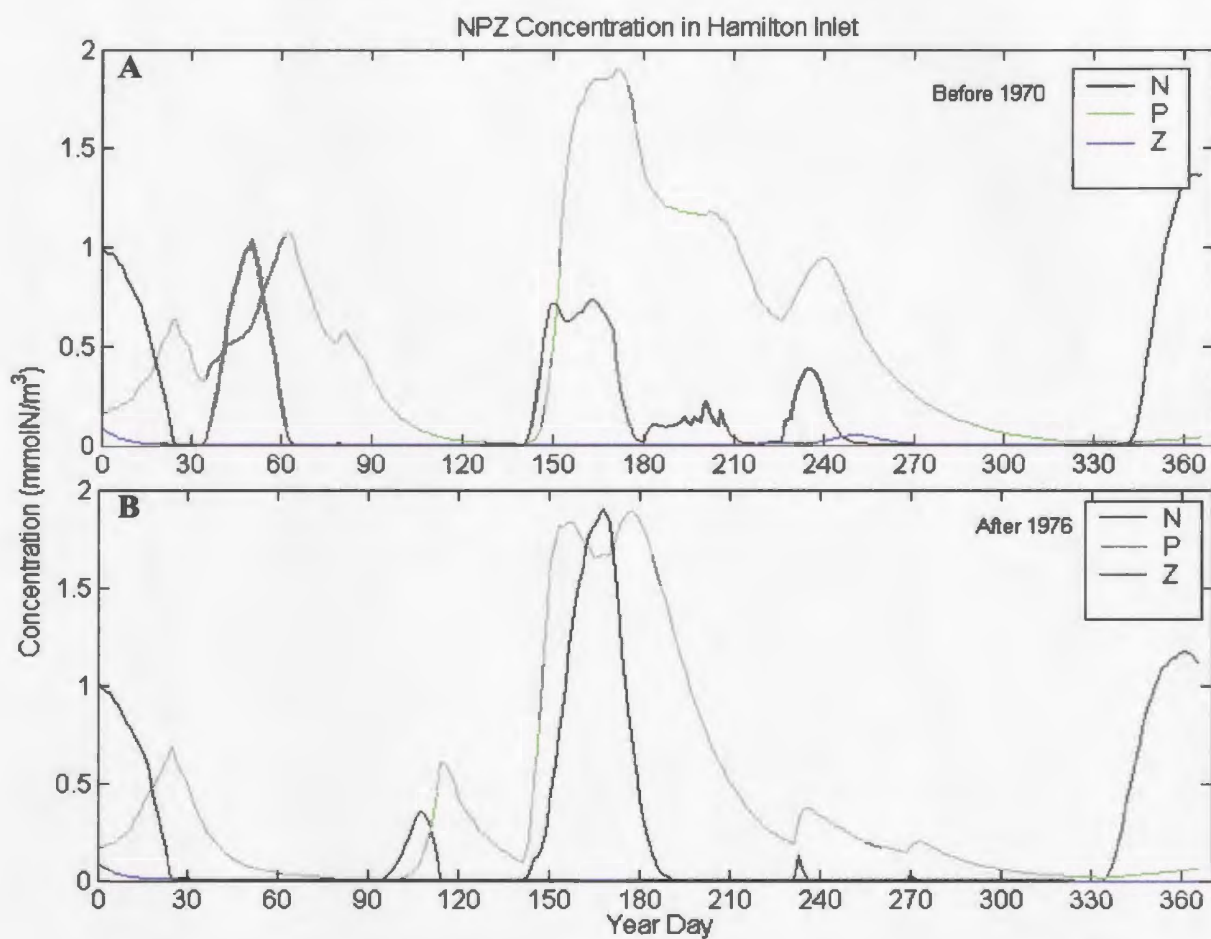 NPZ Concentration in Hamilton Inlet
A
Before 1970
N
P
Z
2
1.5
1
0.5
0
0 30 60 90 120 150 180 210 240 270 300 330 360
B
After 1976
N
P
Z
2
1.5
1
0.5
0
0 30 60 90 120 150 180 210 240 270 300 330 360
Concentration (mmolN/m³)
Year Day